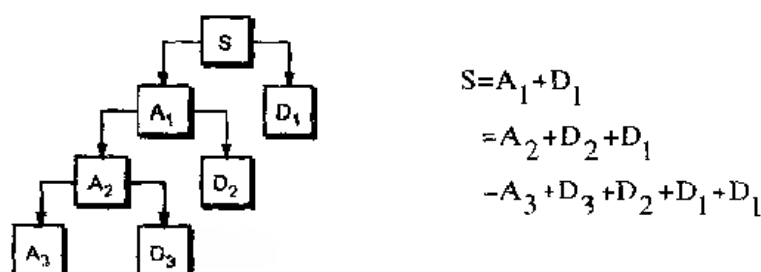 S
A₁ D₁
A₂ D₂
A₃ D₃
S=A₁+D₁
=A₂+D₂+D₁
-A₃+D₃+D₂+D₁+D₁